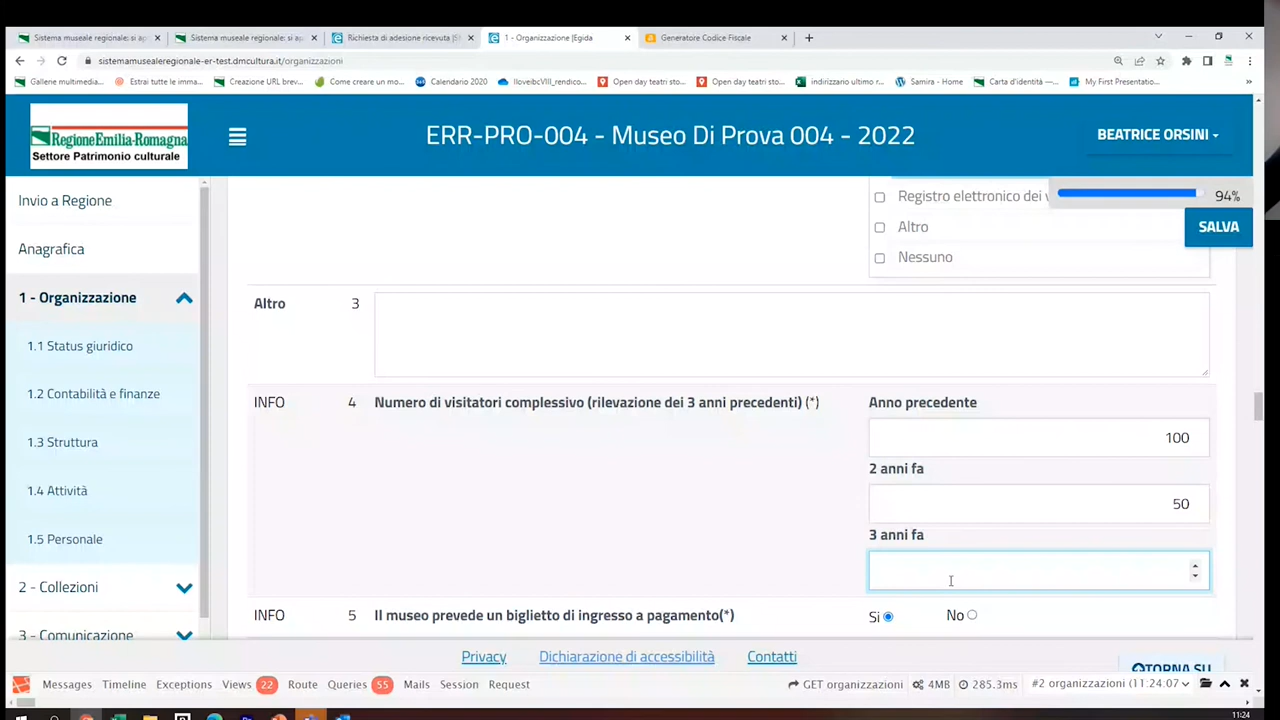 Sistema museale regionale: si ap
Sistema museale regionale: si ap
Richiesta di adesione ricevuta |
1 - Organizzazione |Egida
Generatore Codice Fiscale
sistemamusealeregionale-er-test.dmcultura.it/organizzazioni
Gallerie multimedia...
Estrai tutte le imma...
Creazione URL brev...
Come creare un mo...
Calendario 2020
IloveibcVIII_rendico...
Open day teatri sto...
Open day teatri sto...
indirizzario ultimo r...
Samira - Home
Carta d'identità —...
My First Presentatio...
RegioneEmilia-Romagna
Settore Patrimonio culturale
ERR-PRO-004 - Museo Di Prova 004 - 2022
BEATRICE ORSINI
Invio a Regione
Anagrafica
1 - Organizzazione
1.1 Status giuridico
1.2 Contabilità e finanze
1.3 Struttura
1.4 Attività
1.5 Personale
2 - Collezioni
3 - Comunicazione
Registro elettronico dei
94%
SALVA
Altro
Nessuno
Altro 3
INFO 4 Numero di visitatori complessivo (rilevazione dei 3 anni precedenti) (*)
Anno precedente
100
2 anni fa
50
3 anni fa
INFO 5 Il museo prevede un biglietto di ingresso a pagamento(*) Si No
Privacy Dichiarazione di accessibilità Contatti
TORNA SU
Messages Timeline Exceptions Views 22 Route Queries 55 Mails Session Request
GET organizzazioni 4MB 285.3ms #2 organizzazioni (11:24:07)
11:24